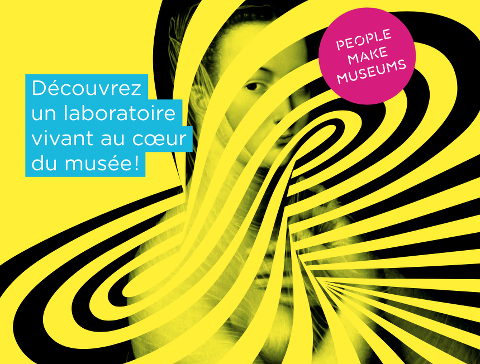 Découvrez
un laboratoire
vivant au cœur
du musée !
PEOPLE
MAKE
MUSEUMS